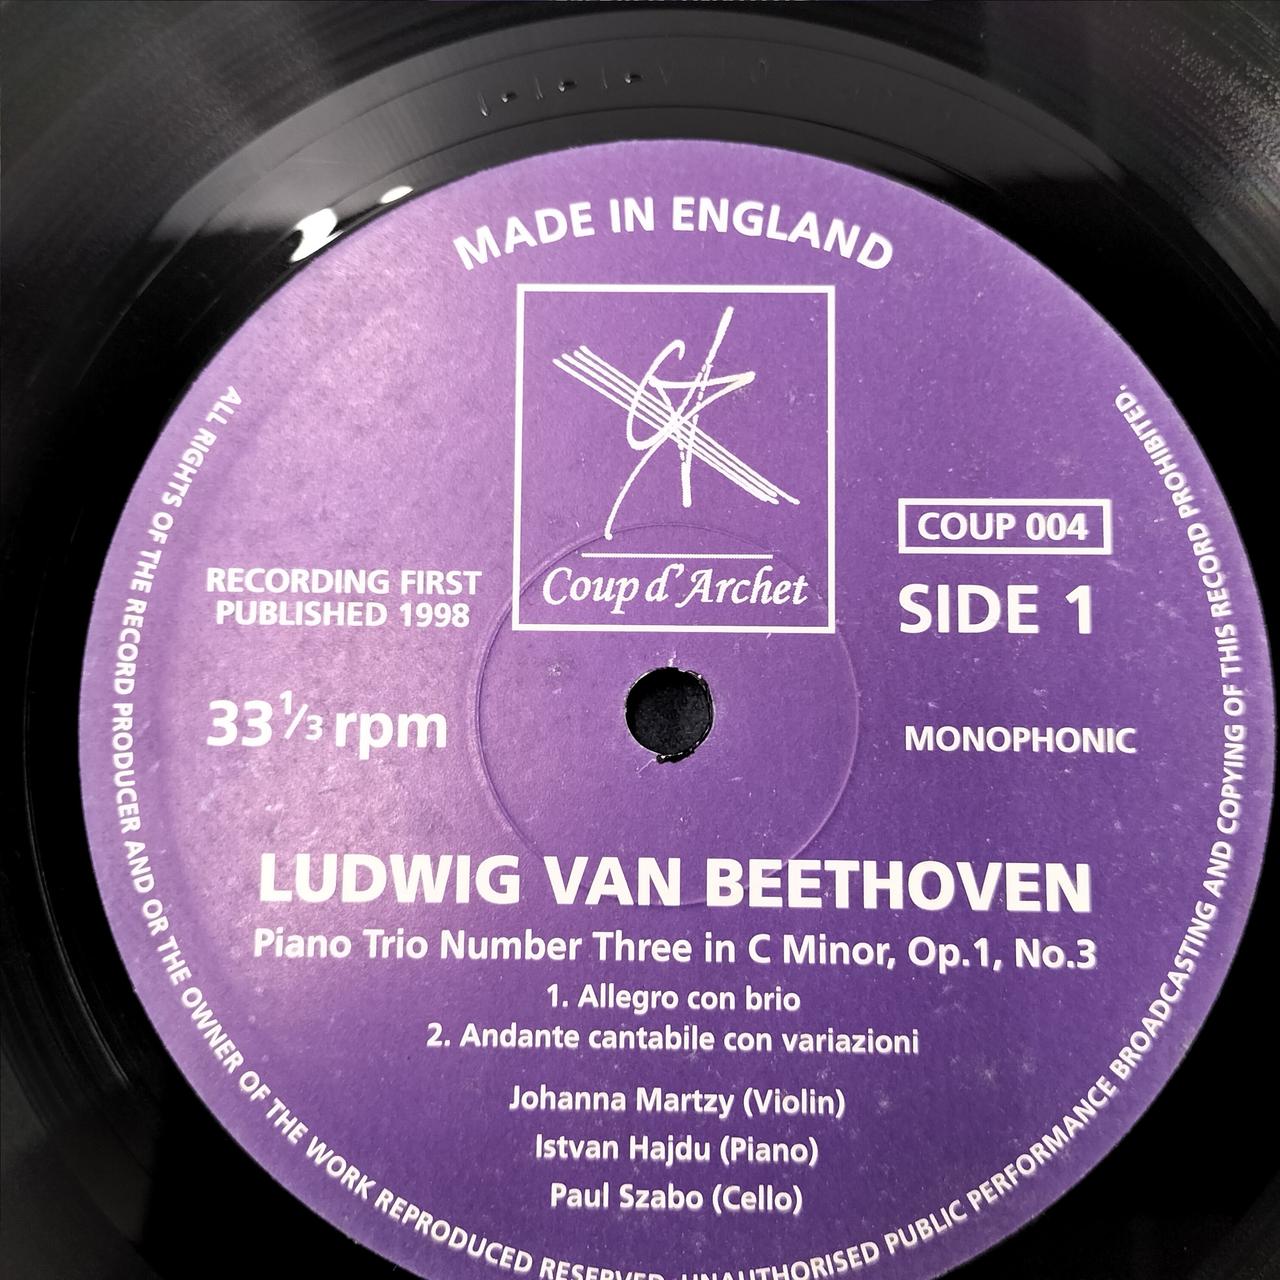 MADE IN ENGLAND
Coup d'Archet
COUP 004
SIDE 1
RECORDING FIRST
PUBLISHED 1998
33 1/3 rpm
MONOPHONIC
LUDWIG VAN BEETHOVEN
Piano Trio Number Three in C Minor, Op.1, No.3
1. Allegro con brio
2. Andante cantabile con variazioni
Johanna Martzy (Violin)
Istvan Hajdu (Piano)
Paul Szabo (Cello)
ALL RIGHTS OF THE RECORD PRODUCER AND OR THE OWNER OF THE WORK REPRODUCED RESERVED. UNAUTHORISED PUBLIC PERFORMANCE BROADCASTING AND COPYING OF THIS RECORD PROHIBITED.